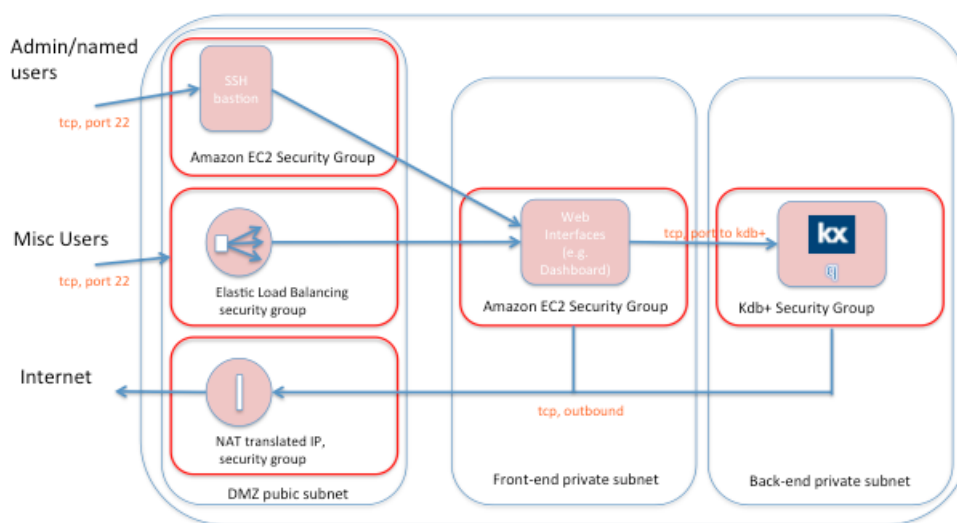 Admin/named
users
tcp, port 22
SSH
bastion
Amazon EC2 Security Group
Misc Users
tcp, port 22
Elastic Load Balancing
security group
Web
Interfaces
(e.g.
Dashboard)
Amazon EC2 Security Group
tcp, port to kdb+
kx
q
Kdb+ Security Group
Internet
tcp, outbound
NAT translated IP,
security group
DMZ pubic subnet
Front-end private subnet
Back-end private subnet